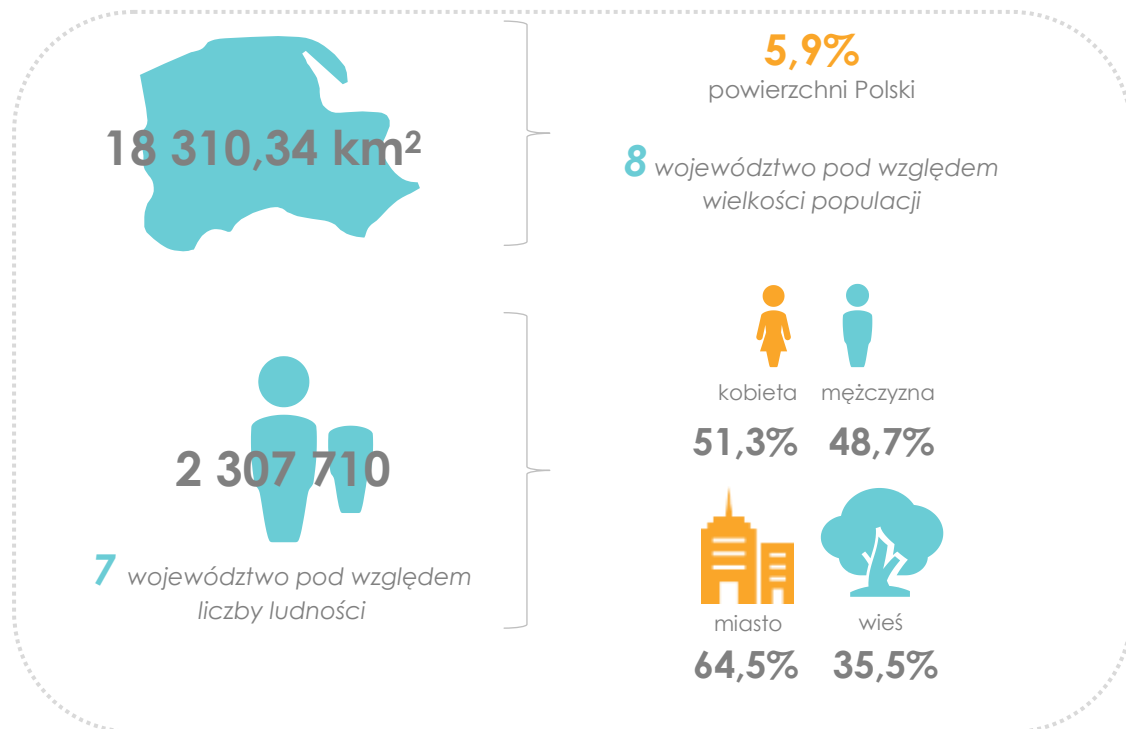 18 310,34 km²
5,9%
powierzchni Polski
8 województwo pod względem
wielkości populacji
2 307 710
7 województwo pod względem
liczby ludności
kobieta mężczyzna
51,3% 48,7%
miasto wieś
64,5% 35,5%